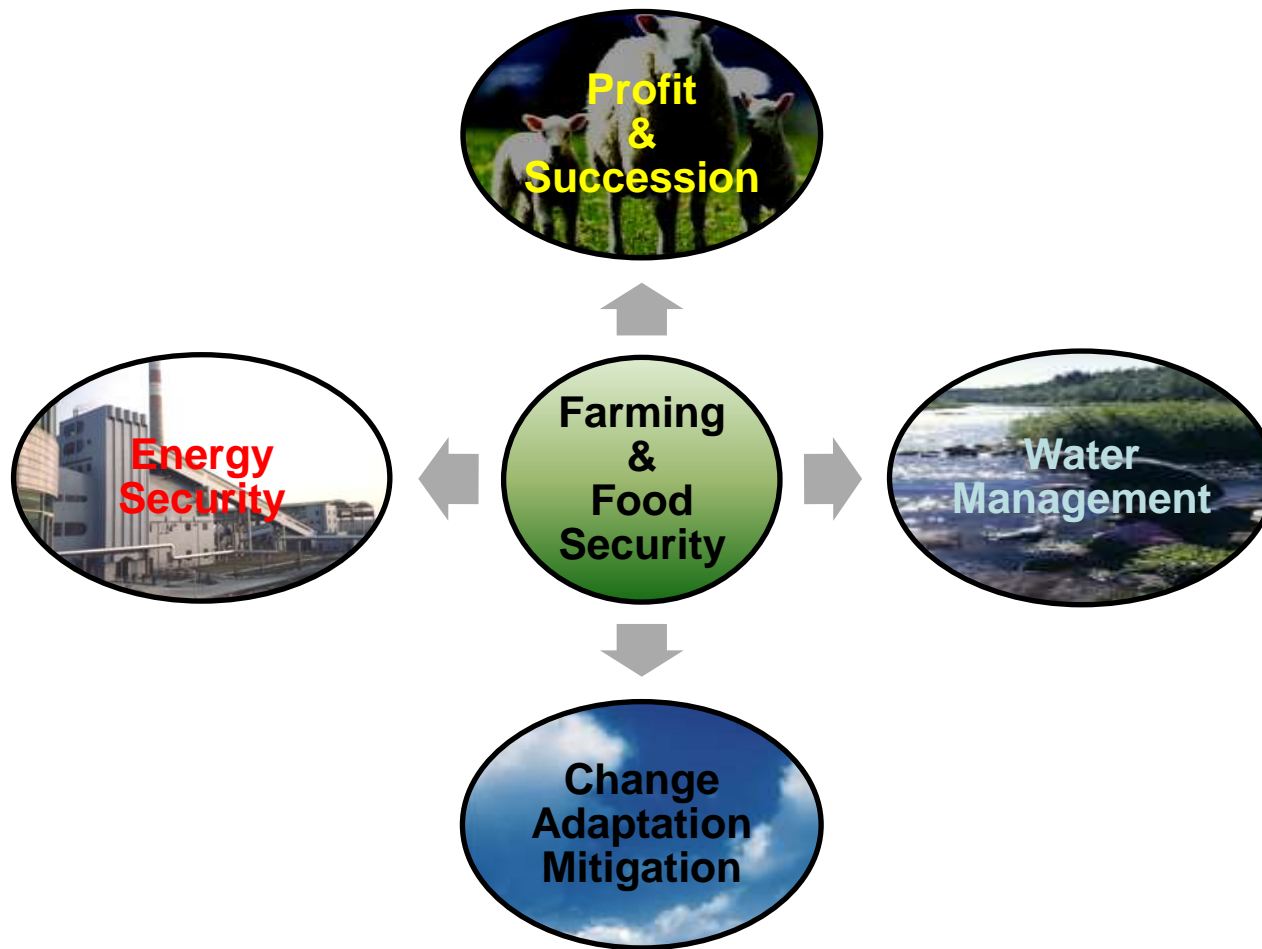 Profit
&
Succession
Energy
Security
Farming
&
Food
Security
Water
Management
Change
Adaptation
Mitigation